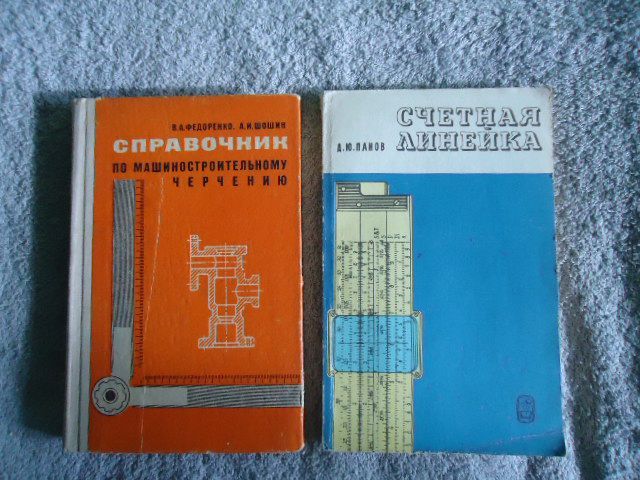 В.А.ФЕДОРЕНКО, А.И.ШОШИН
СПРАВОЧНИК
ПО МАШИНОСТРОИТЕЛЬНОМУ
ЧЕРЧЕНИЮ
СЧЕТНАЯ
ЛИНЕЙКА
Д.Ю.ПАНОВ